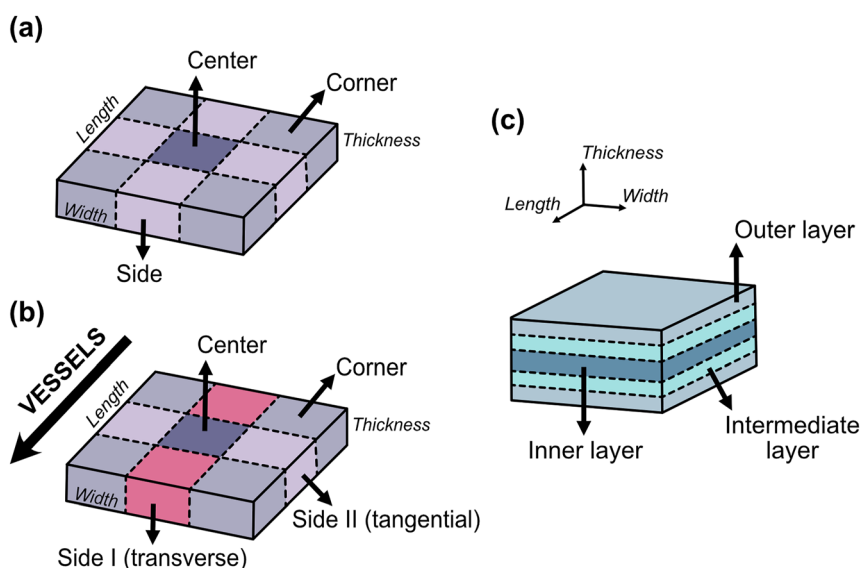 (a)
Center
Corner
Length
Thickness
Width
Side
(b)
VESSELS
Center
Corner
Length
Thickness
Width
Side II (tangential)
Side I (transverse)
(c)
Thickness
Length
Width
Outer layer
Inner layer
Intermediate
layer